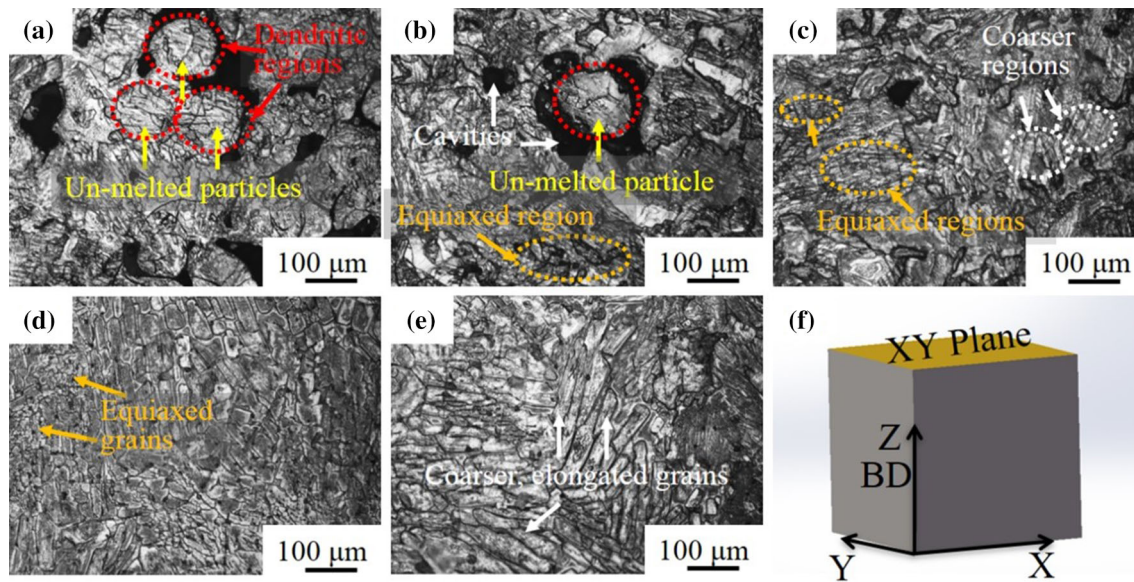 (a)
Dendritic
regions
Un-melted particles
100 μm
(b)
Cavities
Un-melted particle
Equiaxed region
100 μm
(c)
Coarser
regions
Equiaxed regions
100 μm
(d)
Equiaxed
grains
100 μm
(e)
Coarser, elongated grains
100 μm
(f)
XY Plane
Z
BD
Y
X